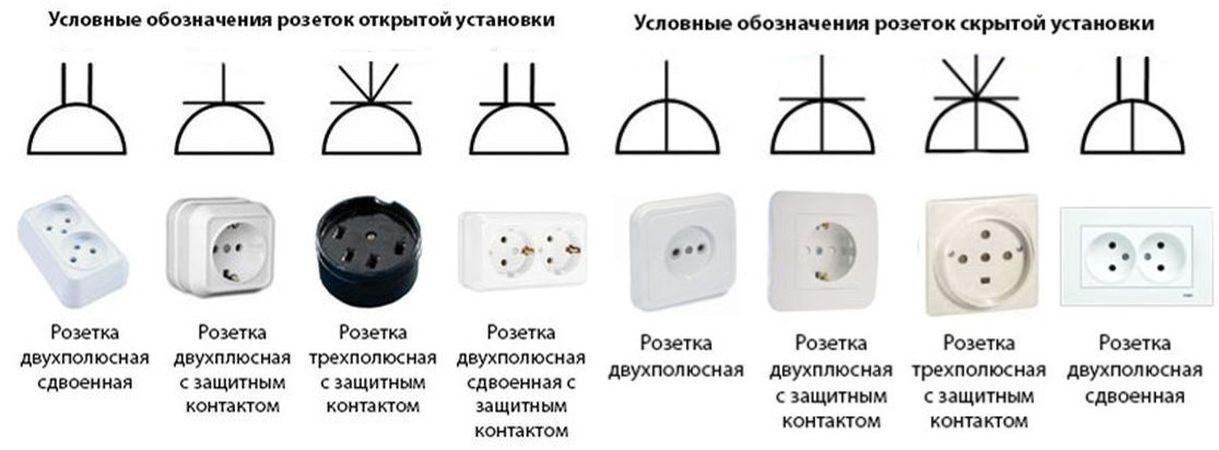 Условные обозначения розеток открытой установки
Условные обозначения розеток скрытой установки
Розетка
двухполюсная
сдвоенная
Розетка
двухплюсная
с защитным
контактом
Розетка
трехполюсная
с защитным
контактом
Розетка
двухполюсная
сдвоенная с
защитным
контактом
Розетка
двухполюсная
Розетка
двухплюсная
с защитным
контактом
Розетка
трехполюсная
с защитным
контактом
Розетка
двухполюсная
сдвоенная